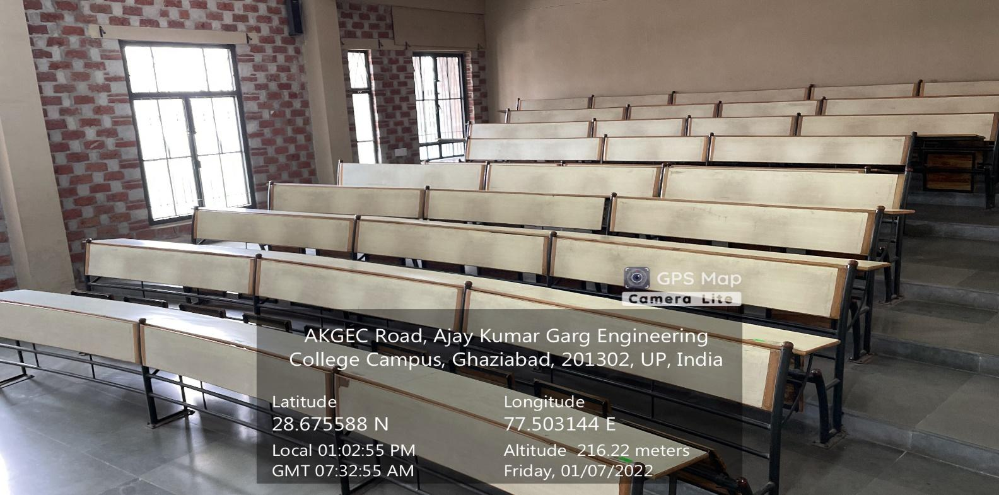 GPS Map
Camera Lite
AKGEC Road, Ajay Kumar Garg Engineering
College Campus, Ghaziabad, 201302, UP, India
Latitude
28.675588 N
Longitude
77.503144 E
Local 01:02:55 PM
GMT 07:32:55 AM
Altitude 216.22 meters
Friday, 01/07/2022